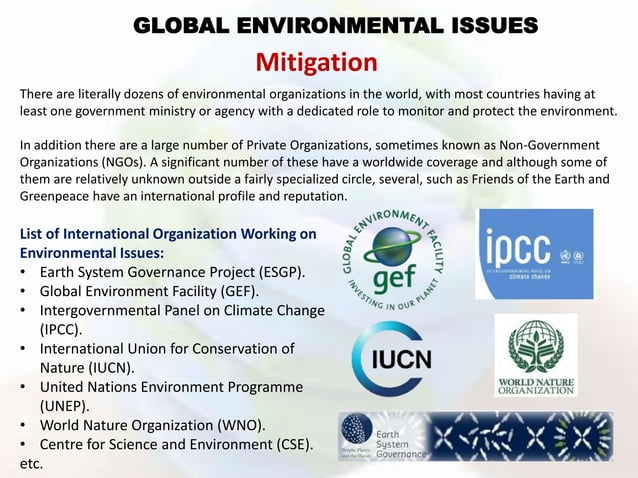 GLOBAL ENVIRONMENTAL ISSUES
Mitigation
There are literally dozens of environmental organizations in the world, with most countries having at
least one government ministry or agency with a dedicated role to monitor and protect the environment.
In addition there are a large number of Private Organizations, sometimes known as Non-Government
Organizations (NGOs). A significant number of these have a worldwide coverage and although some of
them are relatively unknown outside a fairly specialized circle, several, such as Friends of the Earth and
Greenpeace have an international profile and reputation.
List of International Organization Working on
Environmental Issues:
• Earth System Governance Project (ESGP).
• Global Environment Facility (GEF).
• Intergovernmental Panel on Climate Change
(IPCC).
• International Union for Conservation of
Nature (IUCN).
• United Nations Environment Programme
(UNEP).
• World Nature Organization (WNO).
• Centre for Science and Environment (CSE).
etc.
GLOBAL ENVIRONMENT FACILITY
gef
INVESTING IN OUR PLANET
ipcc
INTERGOVERNMENTAL PANEL ON
climate change
IUCN
WORLD NATURE
ORGANIZATION
Earth
System
Governance
People, Places,
and the Planet